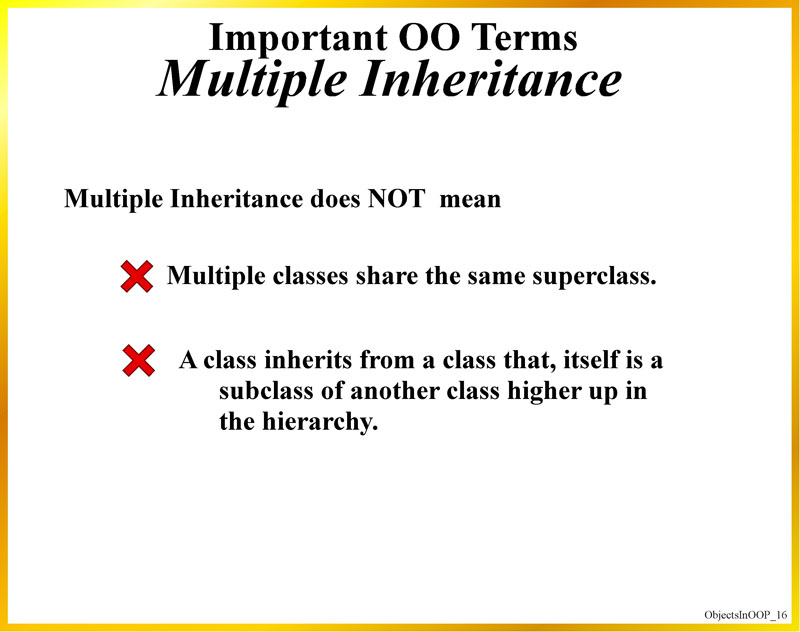 Important OO Terms
Multiple Inheritance
Multiple Inheritance does NOT  mean
Multiple classes share the same superclass.
A class inherits from a class that, itself is a
subclass of another class higher up in
the hierarchy.
ObjectsInOOP_16